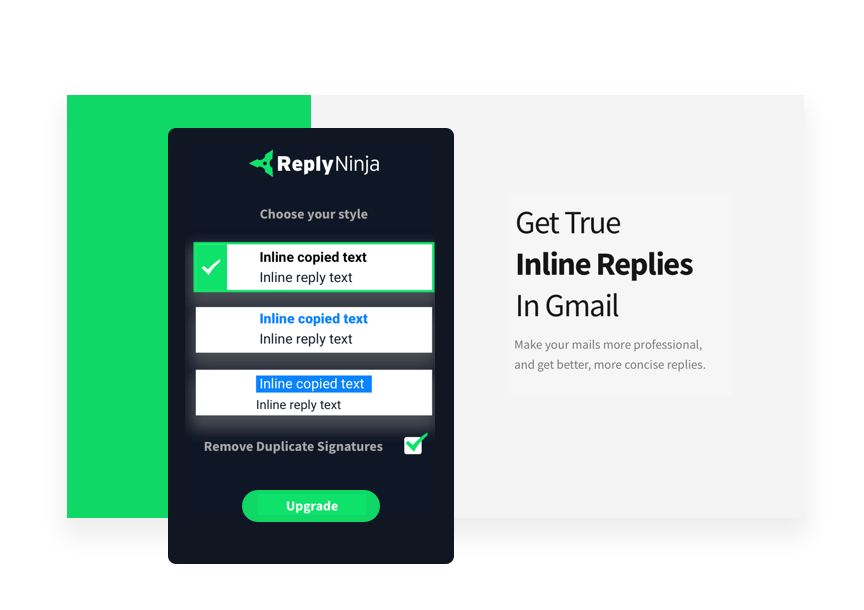 ReplyNinja
Choose your style
Inline copied text
Inline reply text
Inline copied text
Inline reply text
Inline copied text
Inline reply text
Remove Duplicate Signatures
Upgrade
Get True
Inline Replies
In Gmail
Make your mails more professional,
and get better, more concise replies.